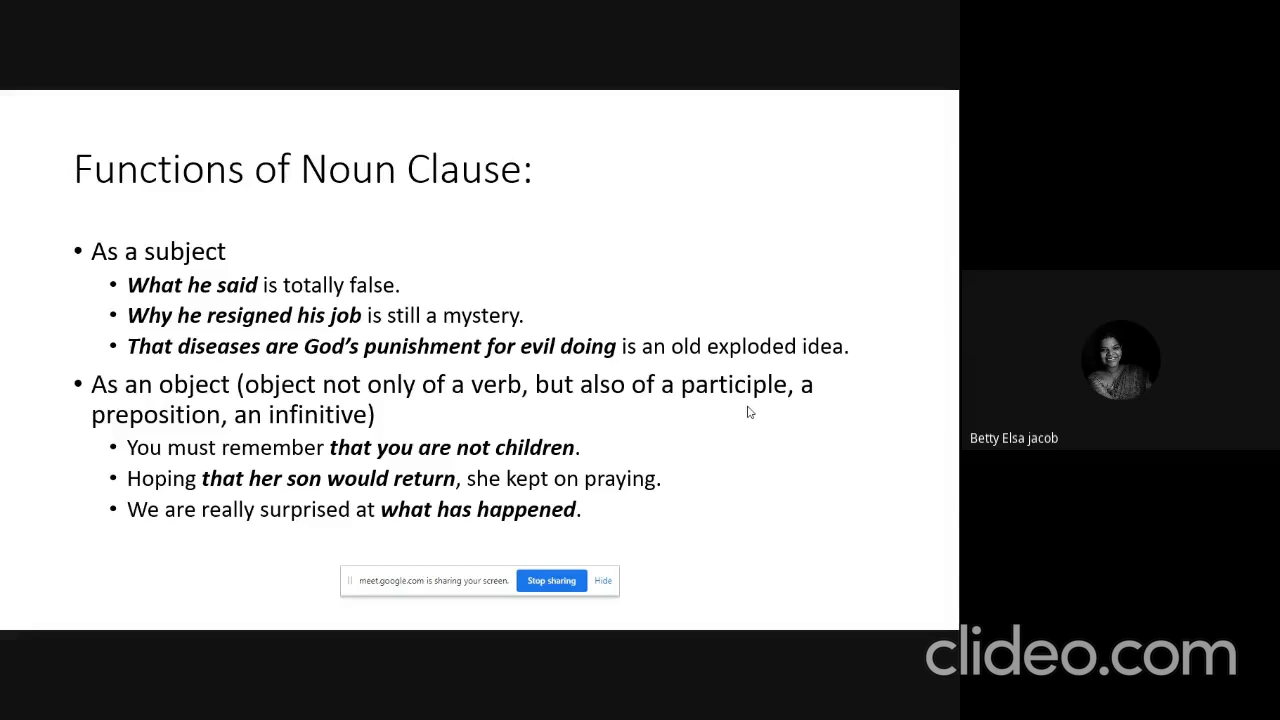 Functions of Noun Clause:
• As a subject
• What he said is totally false.
• Why he resigned his job is still a mystery.
• That diseases are God's punishment for evil doing is an old exploded idea.
• As an object (object not only of a verb, but also of a participle, a
preposition, an infinitive)
• You must remember that you are not children.
• Hoping that her son would return, she kept on praying.
• We are really surprised at what has happened.
meet.google.com is sharing your screen. Stop sharing Hide
Betty Elsa jacob
clideo.com